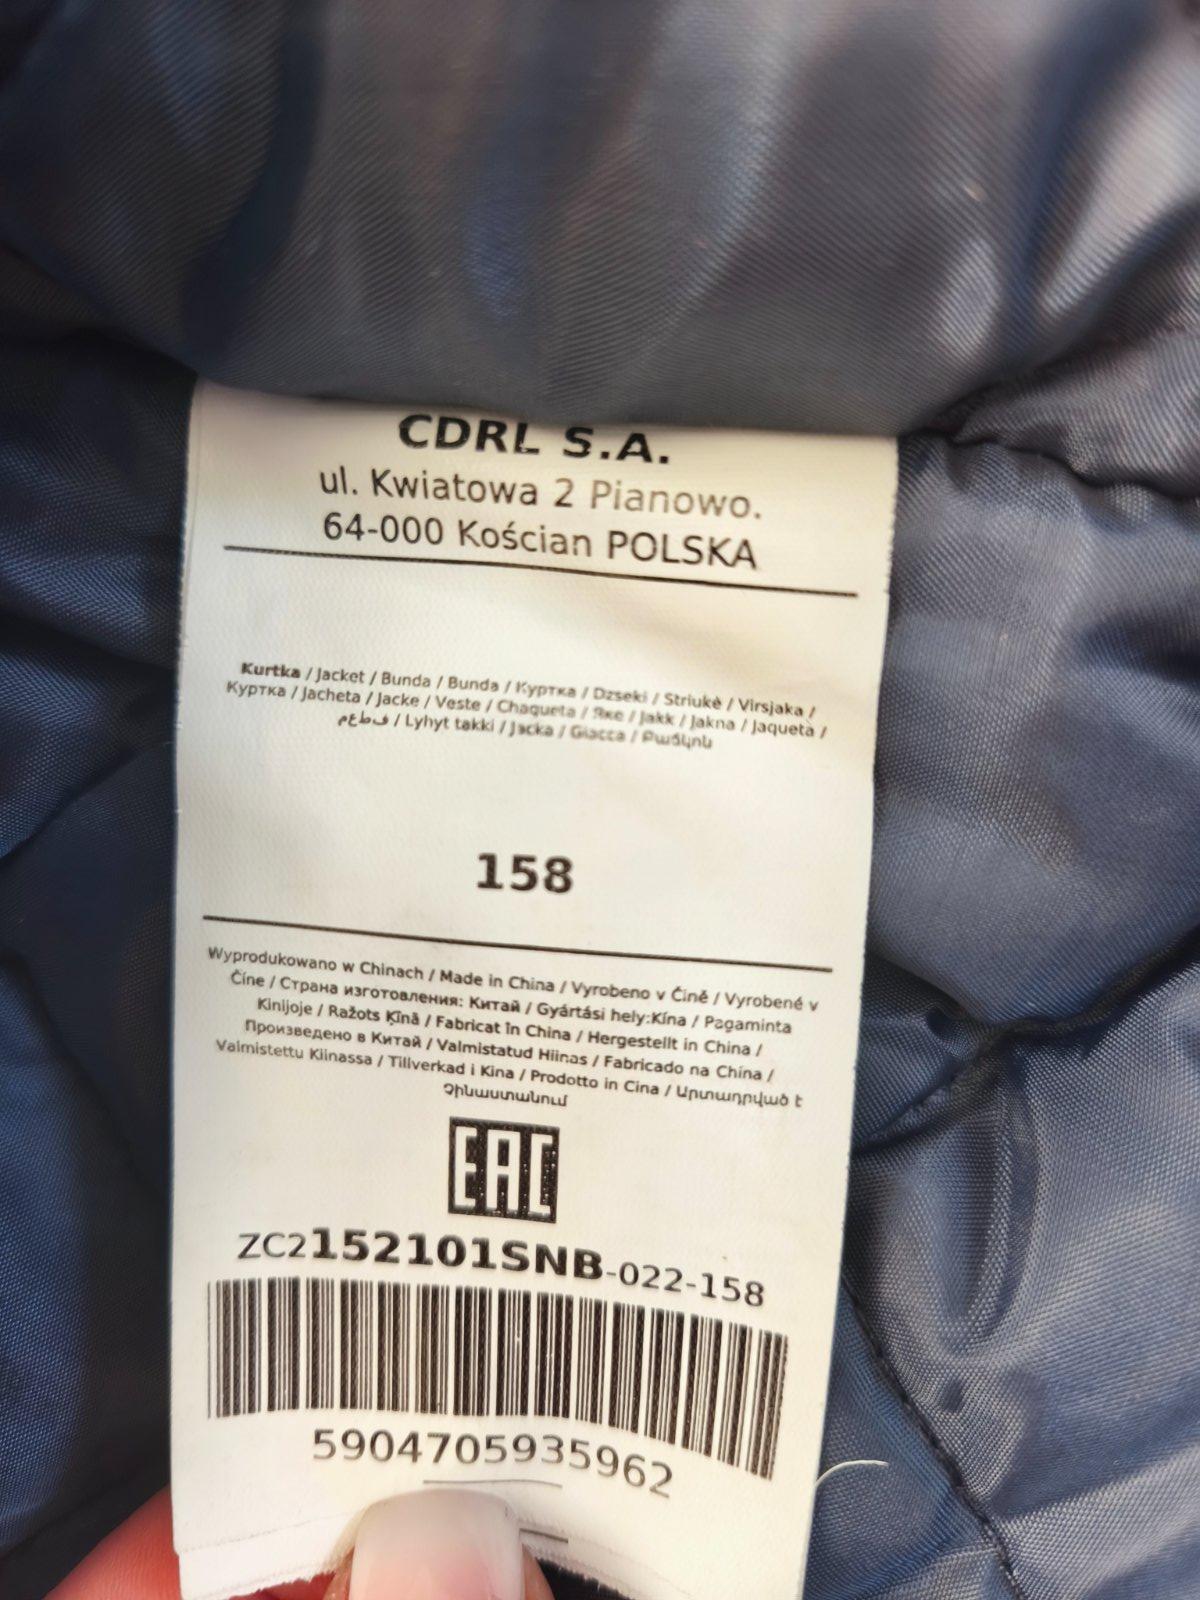 CDRL S.A.
ul. Kwiatowa 2 Pianowo.
64-000 Kościan POLSKA
Kurtka / Jacket / Bunda / Bunda / Куртка / Dzseki / Striukė / Virsjaka /
Куртка / Jacheta / Jacke / Veste / Chaqueta / Яке / Jakk / Jakna / Jaqueta /
/ Lyhyt takki / Jacka / Giacca / Բաճկոն
158
Wyprodukowano w Chinach / Made in China / Vyrobeno v Číně / Vyrobené v
Číne / Страна изготовления: Китай / Gyártási hely:Kína / Pagaminta
Kinijoje / Ražots Ķīnā / Fabricat în China / Hergestellt in China /
Произведено в Китай / Valmistatud Hiinas / Fabricado na China /
Valmistettu Kiinassa / Tillverkad i Kina / Prodotto in Cina / Արտադրված է
Չինաստանում
EAC
ZC2152101SNB-022-158
5904705935962